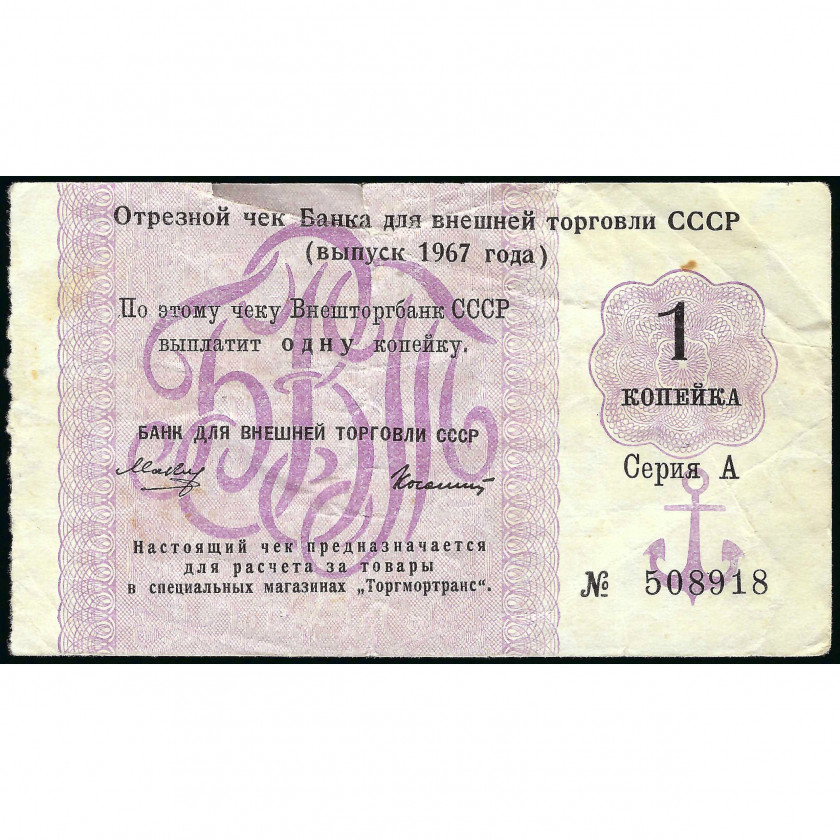 Отрезной чек Банка для внешней торговли СССР
(выпуск 1967 года)
По этому чеку Внешторгбанк СССР
выплатит одну копейку.
1
КОПЕЙКА
БАНК ДЛЯ ВНЕШНЕЙ ТОРГОВЛИ СССР
Серия А
Настоящий чек предназначается
для расчета за товары
в специальных магазинах „Торгмортранс“.
№ 508918